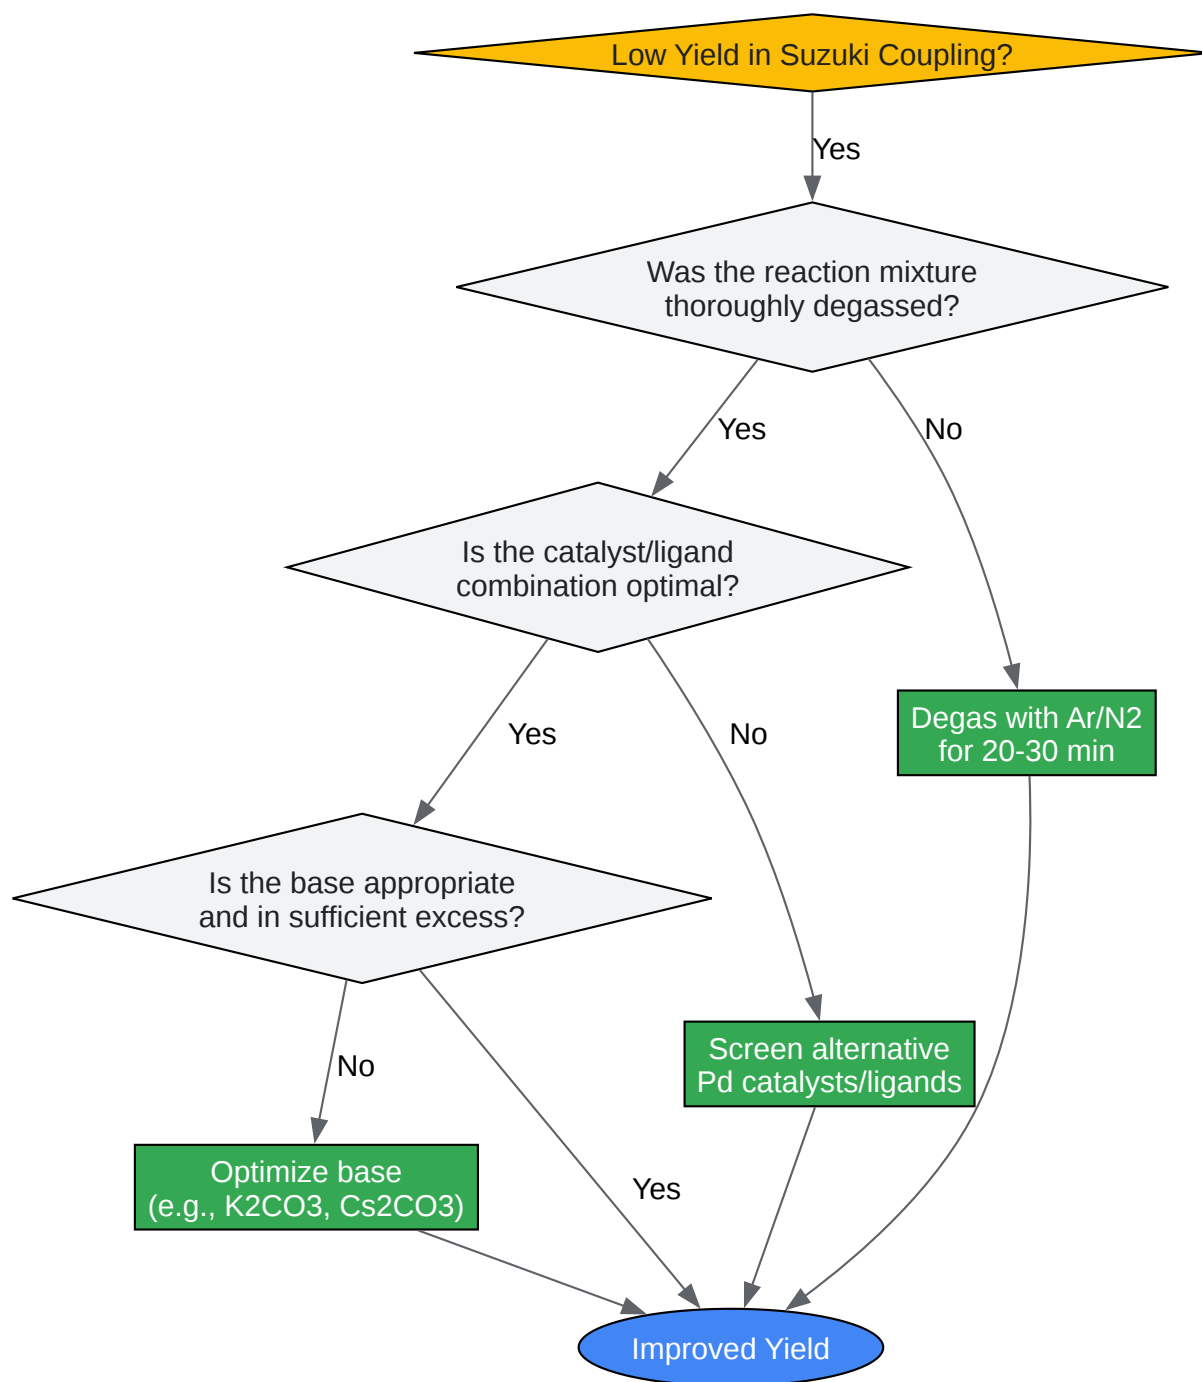 Low Yield in Suzuki Coupling?
Yes
Was the reaction mixture
thoroughly degassed?
Yes
No
Is the catalyst/ligand
combination optimal?
Degas with Ar/N2
for 20-30 min
Yes
No
Is the base appropriate
and in sufficient excess?
Screen alternative
Pd catalysts/ligands
No
Optimize base
(e.g., K2CO3, Cs2CO3)
Yes
Improved Yield